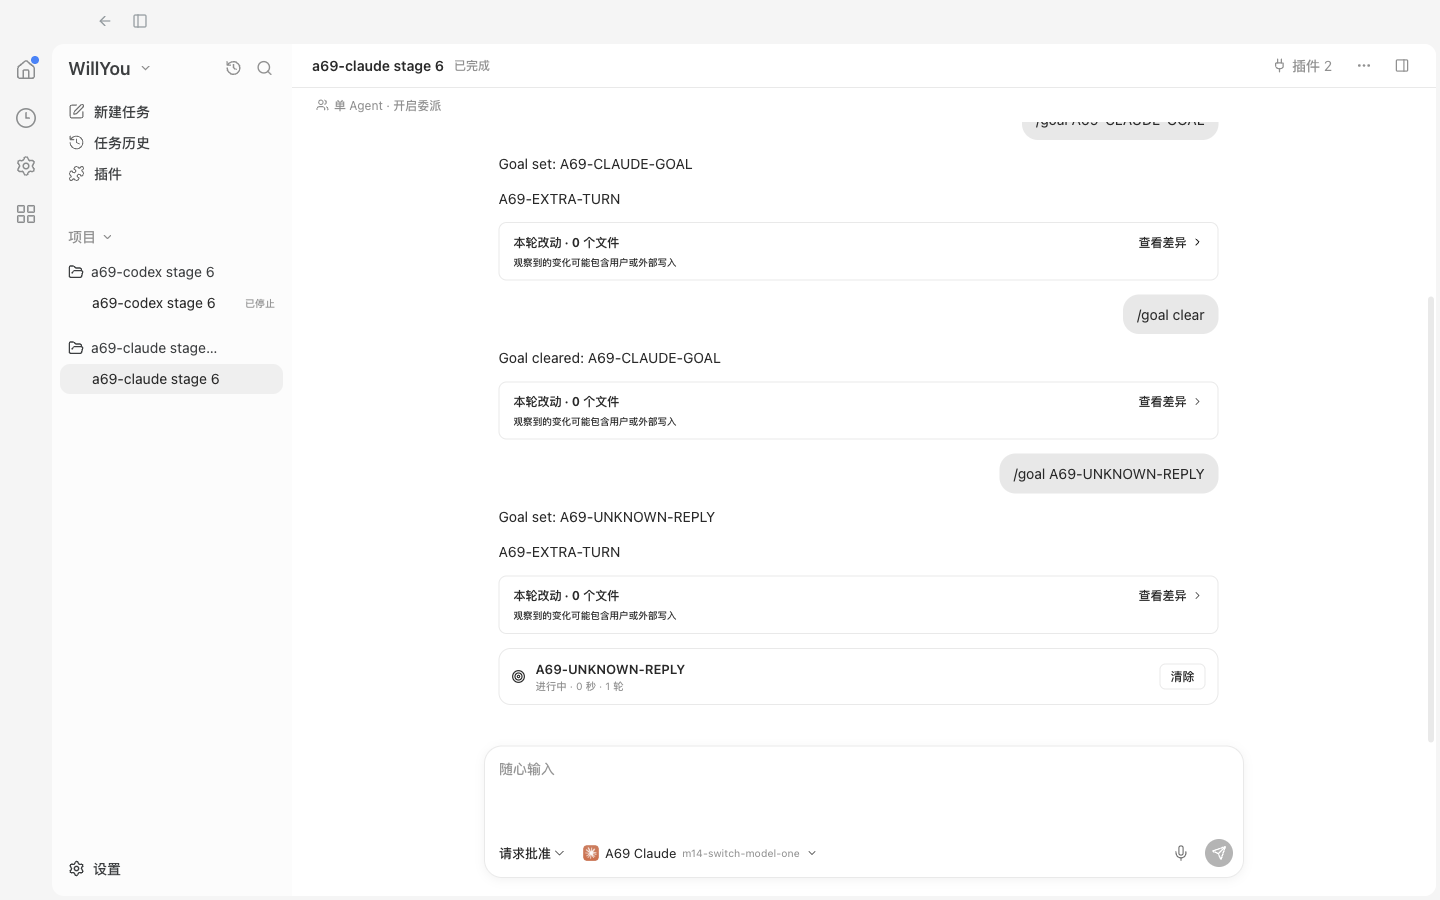 WillYou
新建任务
任务历史
插件
项目
a69-codex stage 6
a69-codex stage 6 已停止
a69-claude stage...
a69-claude stage 6
设置
a69-claude stage 6 已完成
插件 2
单 Agent · 开启委派
/goal A69-CLAUDE-GOAL
Goal set: A69-CLAUDE-GOAL
A69-EXTRA-TURN
本轮改动 · 0 个文件 查看差异
观察到的变化可能包含用户或外部写入
/goal clear
Goal cleared: A69-CLAUDE-GOAL
本轮改动 · 0 个文件 查看差异
观察到的变化可能包含用户或外部写入
/goal A69-UNKNOWN-REPLY
Goal set: A69-UNKNOWN-REPLY
A69-EXTRA-TURN
本轮改动 · 0 个文件 查看差异
观察到的变化可能包含用户或外部写入
A69-UNKNOWN-REPLY
进行中 · 0 秒 · 1 轮
清除
随心输入
请求批准 A69 Claude m14-switch-model-one